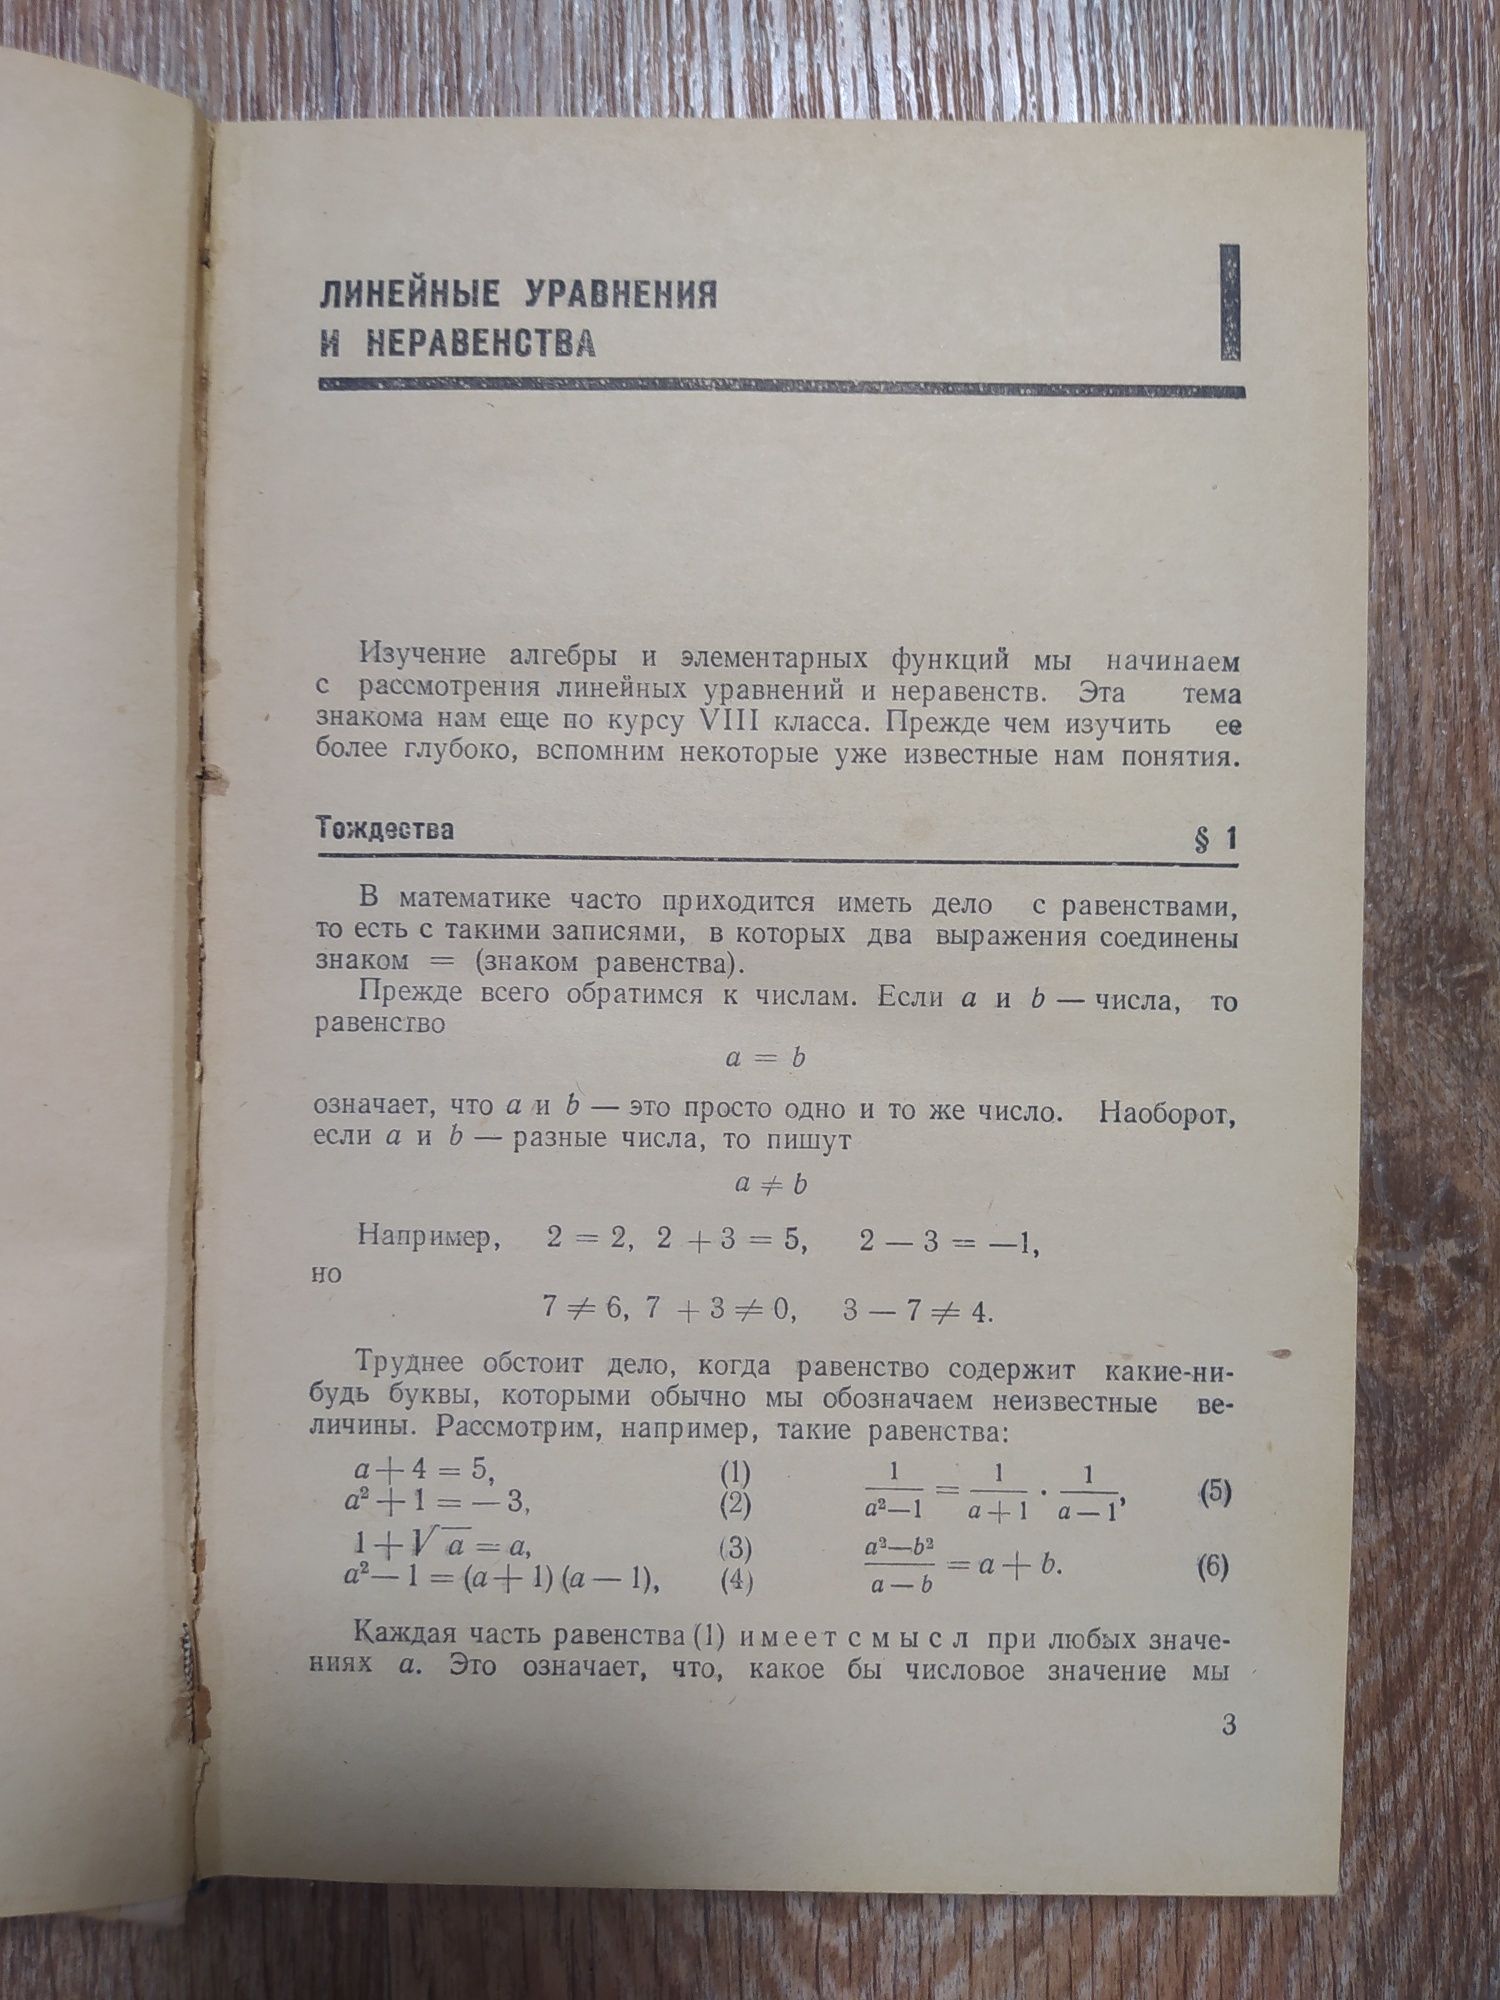 ЛИНЕЙНЫЕ УРАВНЕНИЯ
И НЕРАВЕНСТВА
I
Изучение алгебры и элементарных функций мы начинаем
с рассмотрения линейных уравнений и неравенств. Эта тема
знакома нам еще по курсу VIII класса. Прежде чем изучить ее
более глубоко, вспомним некоторые уже известные нам понятия.
Тождества § 1
В математике часто приходится иметь дело с равенствами,
то есть с такими записями, в которых два выражения соединены
знаком = (знаком равенства).
Прежде всего обратимся к числам. Если a и b — числа, то
равенство
a = b
означает, что a и b — это просто одно и то же число. Наоборот,
если a и b — разные числа, то пишут
a ≠ b
Например, 2 = 2, 2 + 3 = 5, 2 — 3 = —1,
но
7 ≠ 6, 7 + 3 ≠ 0, 3 — 7 ≠ 4.
Труднее обстоит дело, когда равенство содержит какие-ни-
будь буквы, которыми обычно мы обозначаем неизвестные ве-
личины. Рассмотрим, например, такие равенства:
a + 4 = 5, (1)
a² + 1 = — 3, (2)
1 + √a = a, (3)
a² — 1 = (a + 1) (a — 1), (4)
1/(a²—1) = 1/(a + 1) · 1/(a — 1), (5)
(a²—b²)/(a — b) = a + b. (6)
Каждая часть равенства (1) имеет смысл при любых значе-
ниях a. Это означает, что, какое бы числовое значение мы
3